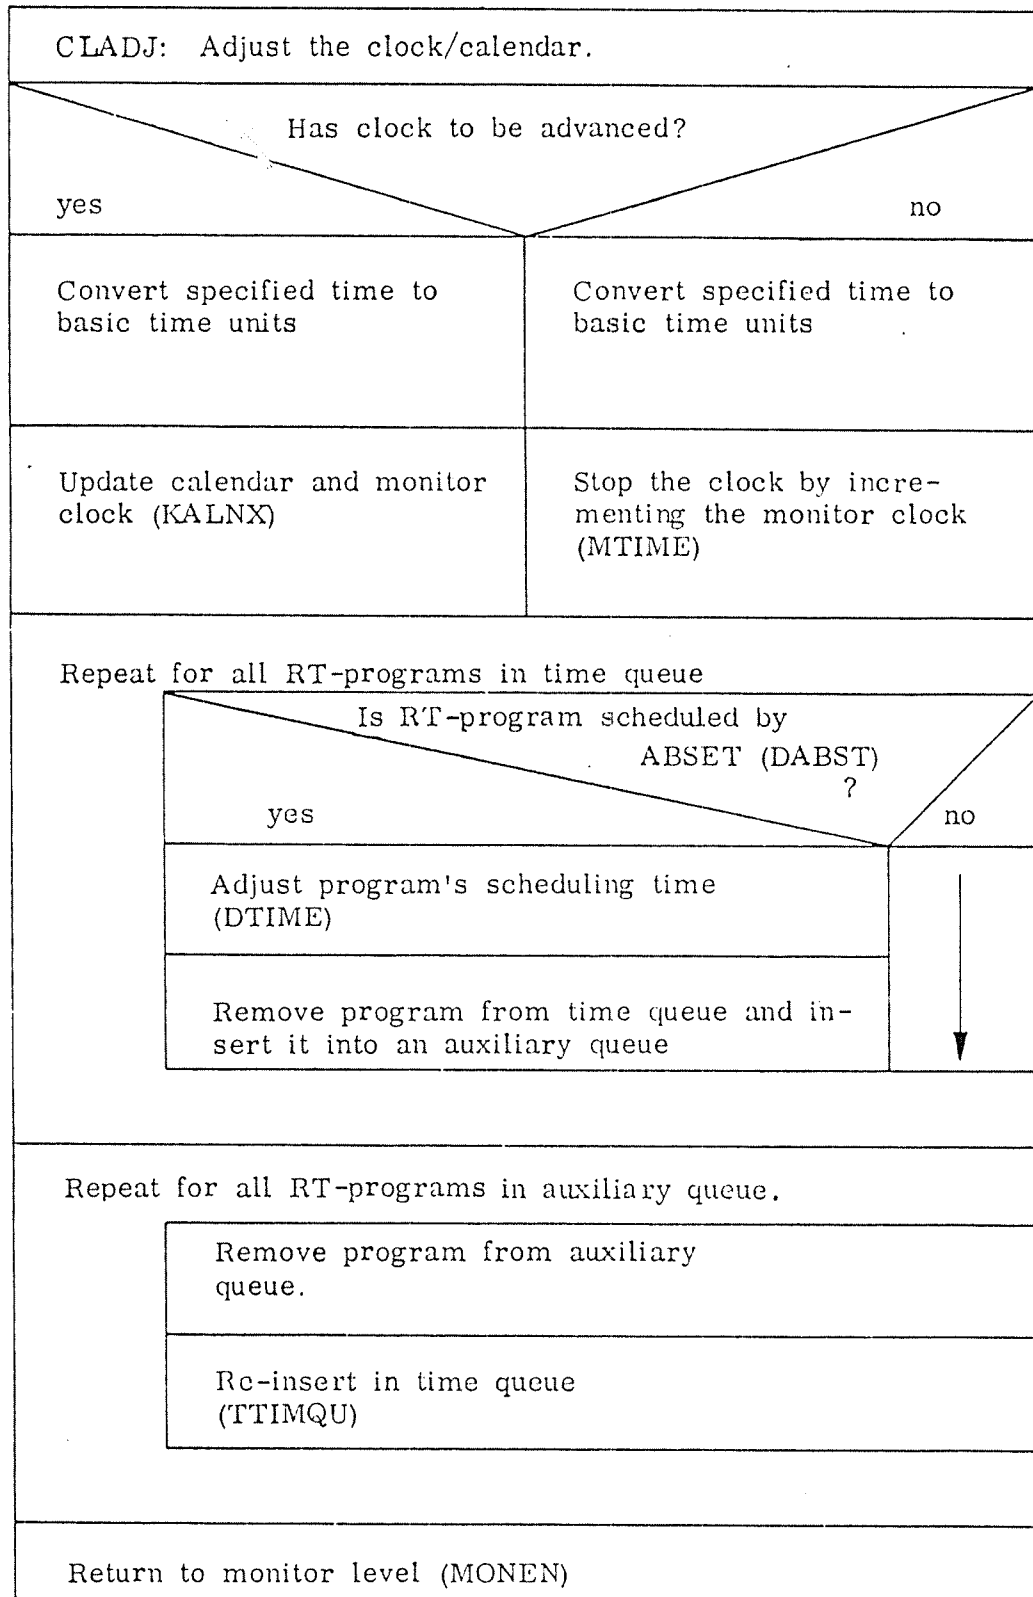 CLADJ: Adjust the clock/calendar.
Has clock to be advanced?
yes
no
Convert specified time to
basic time units
Convert specified time to
basic time units
Update calendar and monitor
clock (KALNX)
Stop the clock by incre-
menting the monitor clock
(MTIME)
Repeat for all RT-programs in time queue
Is RT-program scheduled by
ABSET (DABST)
?
yes
no
Adjust program's scheduling time
(DTIME)
Remove program from time queue and in-
sert it into an auxiliary queue
Repeat for all RT-programs in auxiliary queue.
Remove program from auxiliary
queue.
Re-insert in time queue
(TTIMQU)
Return to monitor level (MONEN)